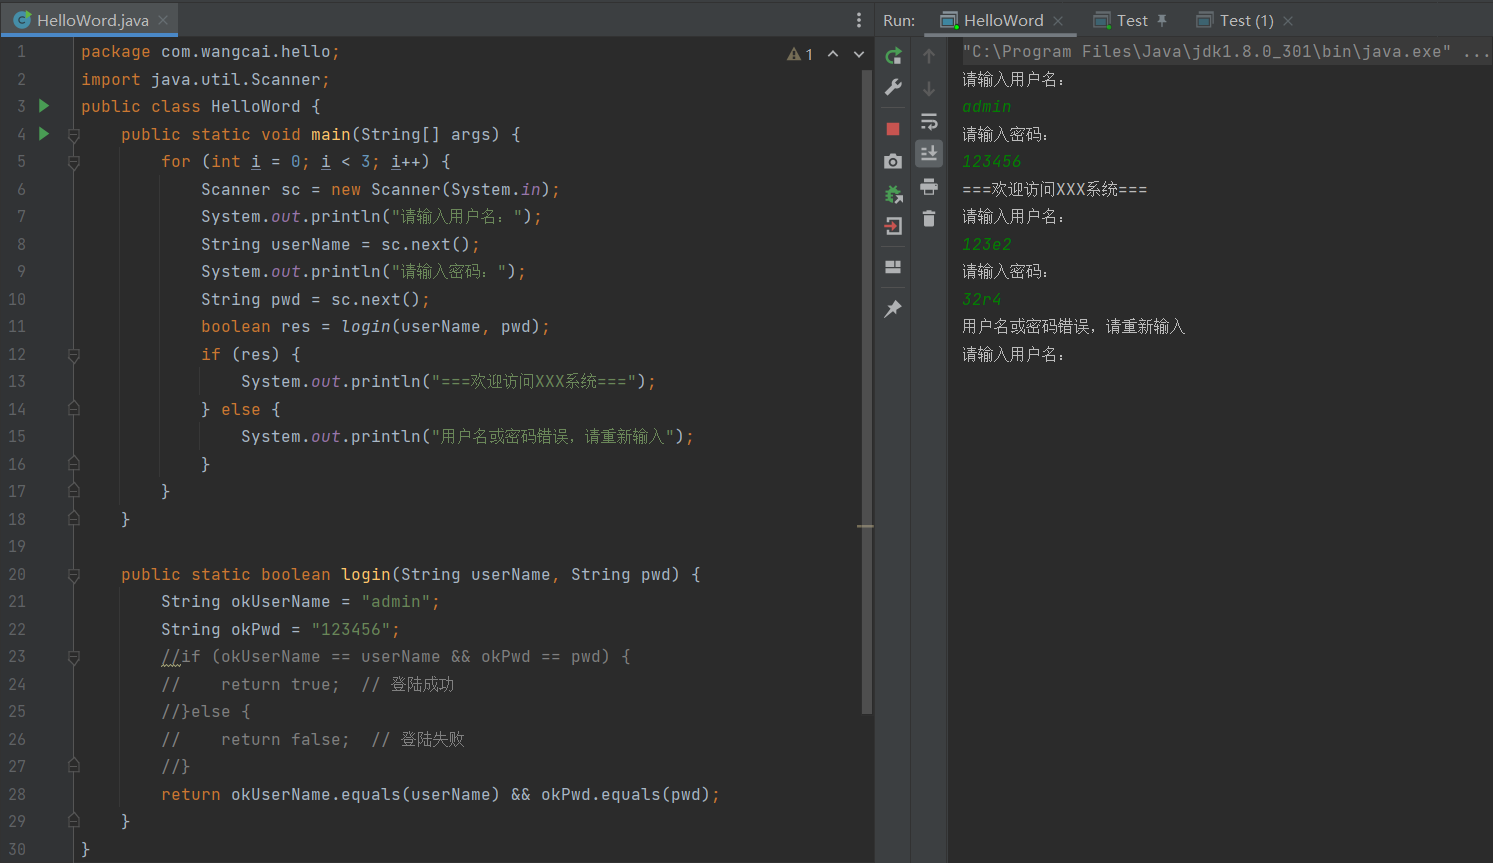 HelloWord.java
1 package com.wangcai.hello;
2 import java.util.Scanner;
3 public class HelloWord {
4     public static void main(String[] args) {
5         for (int i = 0; i < 3; i++) {
6             Scanner sc = new Scanner(System.in);
7             System.out.println("请输入用户名：");
8             String userName = sc.next();
9             System.out.println("请输入密码：");
10             String pwd = sc.next();
11             boolean res = login(userName, pwd);
12             if (res) {
13                 System.out.println("===欢迎访问XXX系统===");
14             } else {
15                 System.out.println("用户名或密码错误，请重新输入");
16             }
17         }
18     }
19
20     public static boolean login(String userName, String pwd) {
21         String okUserName = "admin";
22         String okPwd = "123456";
23         //if (okUserName == userName && okPwd == pwd) {
24         //    return true;  // 登陆成功
25         //}else {
26         //    return false;  // 登陆失败
27         //}
28         return okUserName.equals(userName) && okPwd.equals(pwd);
29     }
30 }
1
Run: HelloWord Test Test (1)
"C:\Program Files\Java\jdk1.8.0_301\bin\java.exe" ...
请输入用户名：
admin
请输入密码：
123456
===欢迎访问XXX系统===
请输入用户名：
123e2
请输入密码：
32r4
用户名或密码错误，请重新输入
请输入用户名：